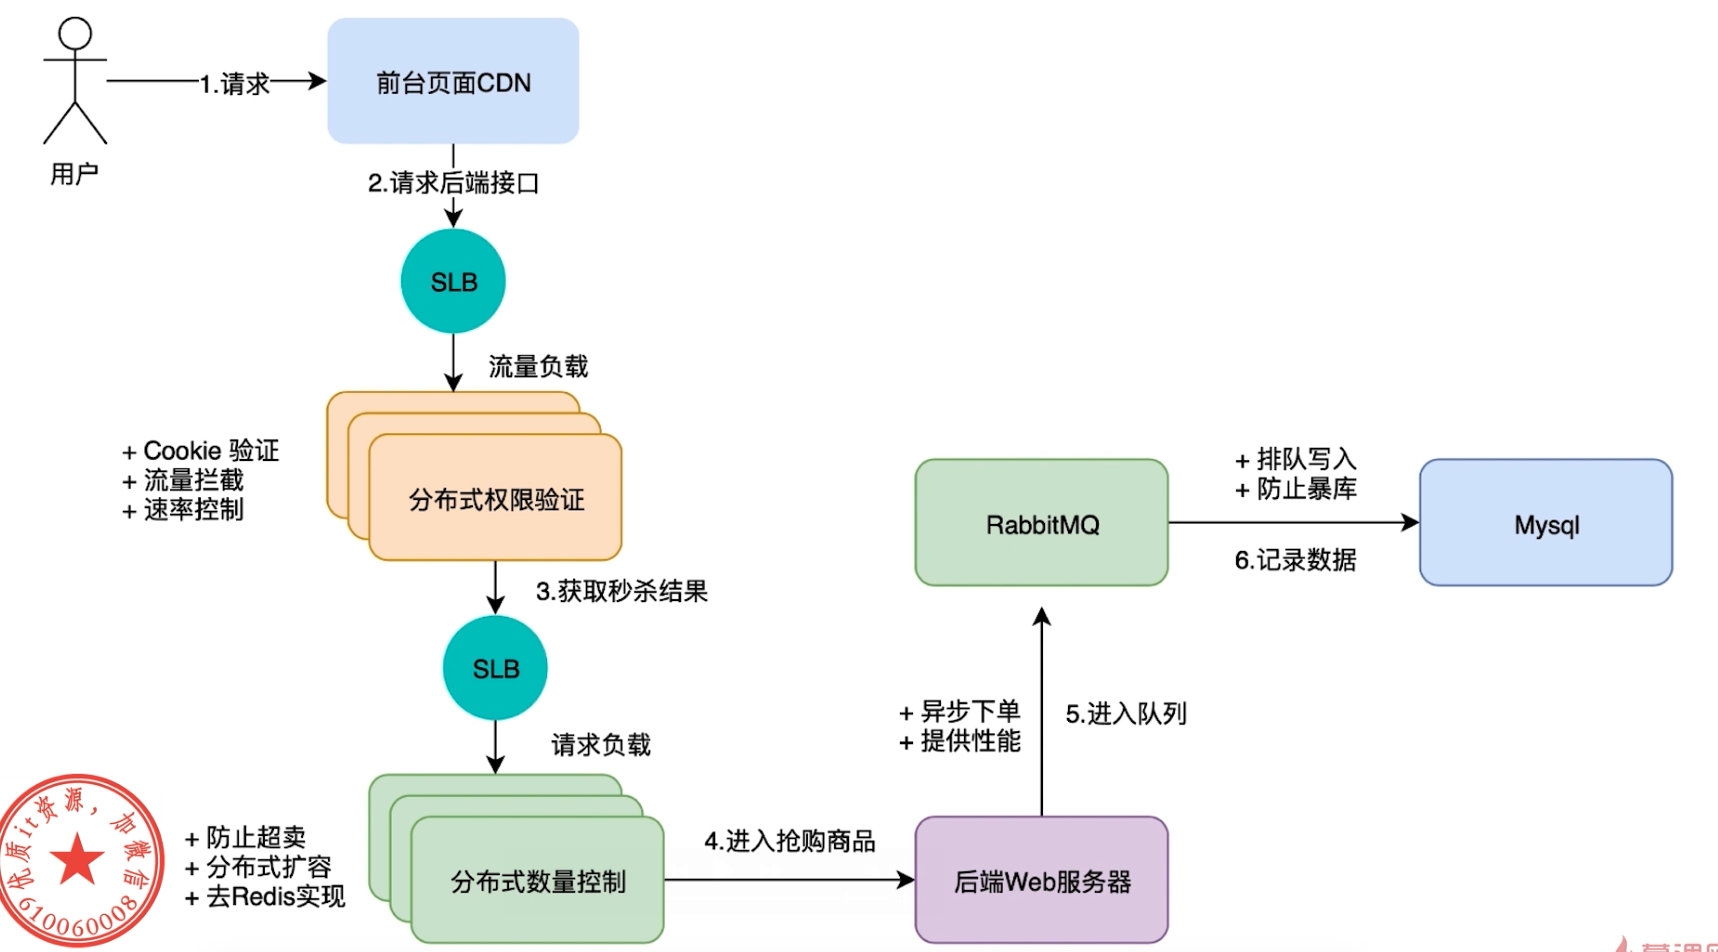 1.请求
前台页面CDN
用户
2.请求后端接口
SLB
流量负载
+ Cookie 验证
+ 流量拦截
+ 速率控制
分布式权限验证
3.获取秒杀结果
SLB
请求负载
+ 防止超卖
+ 分布式扩容
+ 去Redis实现
分布式数量控制
4.进入抢购商品
后端Web服务器
+ 异步下单
+ 提供性能
5.进入队列
RabbitMQ
+ 排队写入
+ 防止暴库
6.记录数据
Mysql
优质it资源，加微信
610060008